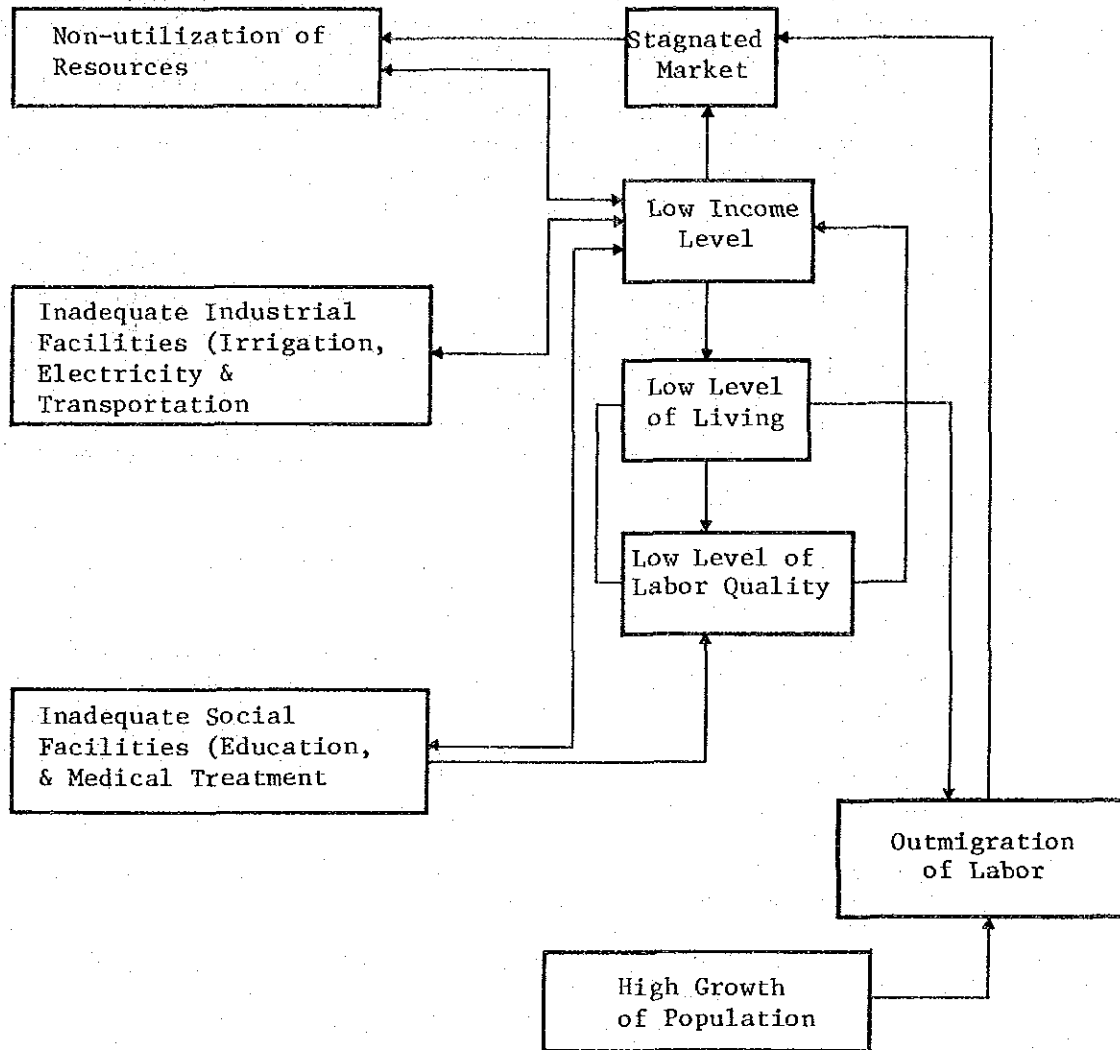 Non-utilization of
Resources
Stagnated
Market
Low Income
Level
Inadequate Industrial
Facilities (Irrigation,
Electricity &
Transportation
Low Level
of Living
Low Level of
Labor Quality
Inadequate Social
Facilities (Education,
& Medical Treatment
Outmigration
of Labor
High Growth
of Population